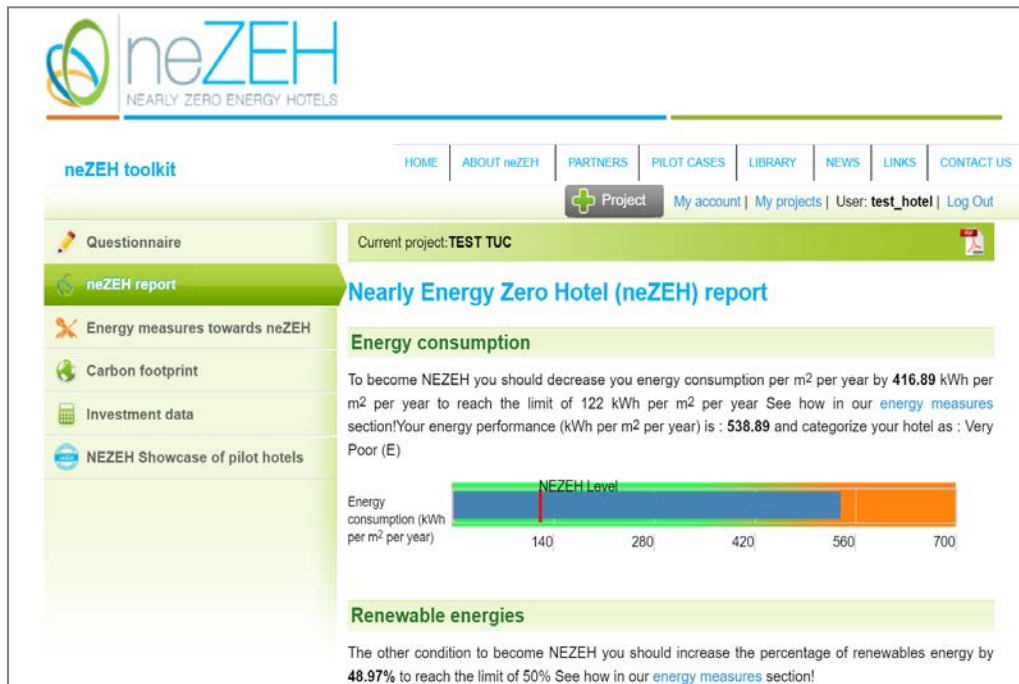 neZEH
NEARLY ZERO ENERGY HOTELS
neZEH toolkit
HOME
ABOUT neZEH
PARTNERS
PILOT CASES
LIBRARY
NEWS
LINKS
CONTACT US
Project
My account | My projects | User: test_hotel | Log Out
Questionnaire
neZEH report
Energy measures towards neZEH
Carbon footprint
Investment data
NEZEH Showcase of pilot hotels
Current project:TEST TUC
Nearly Energy Zero Hotel (neZEH) report
Energy consumption
To become NEZEH you should decrease you energy consumption per m2 per year by 416.89 kWh per
m2 per year to reach the limit of 122 kWh per m2 per year See how in our energy measures
section!Your energy performance (kWh per m2 per year) is : 538.89 and categorize your hotel as : Very
Poor (E)
NEZEH Level
Energy
consumption (kWh
per m2 per year)
140 280 420 560 700
Renewable energies
The other condition to become NEZEH you should increase the percentage of renewables energy by
48.97% to reach the limit of 50% See how in our energy measures section!